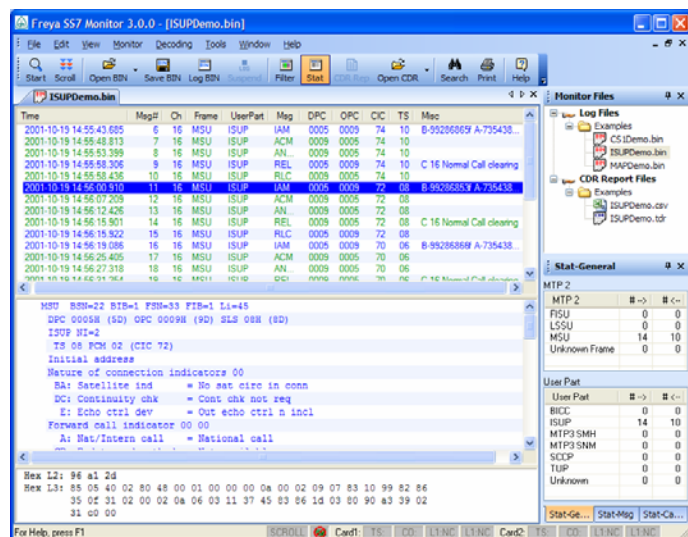 Freya SS7 Monitor 3.0.0 - [ISUPDemo.bin]
File Edit View Monitor Decoding Tools Window Help
Start Scroll Open BIN Save BIN Log BIN Suspend Filter Stat CDR Rep Open CDR Search Print Help
ISUPDemo.bin
Time Msg# Ch Frame UserPart Msg DPC OPC CIC TS Misc
2001-10-19 14:55:43.685 6 16 MSU ISUP IAM 0005 0009 74 10 B-99286865f A-735438...
2001-10-19 14:55:48.813 7 16 MSU ISUP ACM 0009 0005 74 10
2001-10-19 14:55:53.399 8 16 MSU ISUP AN... 0009 0005 74 10
2001-10-19 14:55:58.306 9 16 MSU ISUP REL 0009 0005 74 10 C 16 Normal Call clearing
2001-10-19 14:55:58.436 10 16 MSU ISUP RLC 0005 0009 74 10
2001-10-19 14:56:00.910 11 16 MSU ISUP IAM 0005 0009 72 08 B-99286853f A-735438...
2001-10-19 14:56:07.209 12 16 MSU ISUP ACM 0009 0005 72 08
2001-10-19 14:56:12.426 13 16 MSU ISUP AN... 0009 0005 72 08
2001-10-19 14:56:15.901 14 16 MSU ISUP REL 0009 0005 72 08 C 16 Normal Call clearing
2001-10-19 14:56:15.922 15 16 MSU ISUP RLC 0005 0009 72 08
2001-10-19 14:56:19.086 16 16 MSU ISUP IAM 0005 0009 70 06 B-99286868f A-735438...
2001-10-19 14:56:25.405 17 16 MSU ISUP ACM 0009 0005 70 06
2001-10-19 14:56:27.318 18 16 MSU ISUP AN... 0009 0005 70 06
MSU BSN=22 BIB=1 FSN=33 FIB=1 Li=45
DPC 0005H (5D) OPC 0009H (9D) SLS 08H (8D)
ISUP NI=2
TS 08 PCM 02 (CIC 72)
Initial address
Nature of connection indicators 00
BA: Satellite ind = No sat circ in conn
DC: Continuity chk = Cont chk not req
E: Echo ctrl dev = Out echo ctrl n incl
Forward call indicator 00 00
A: Nat/Intern call = National call
Hex L2: 96 a1 2d
Hex L3: 85 05 40 02 80 48 00 01 00 00 00 0a 00 02 09 07 83 10 99 82 86
35 0f 31 02 00 02 0a 06 03 11 37 45 83 86 1d 03 80 90 a3 39 02
31 c0 00
Monitor Files
Log Files
Examples
CS1Demo.bin
ISUPDemo.bin
MAPDemo.bin
CDR Report Files
Examples
ISUPDemo.csv
ISUPDemo.tdr
Stat-General
MTP 2
MTP 2 #--> #<--
FISU 0 0
LSSU 0 0
MSU 14 10
Unknown Frame 0 0
User Part
User Part #--> #<--
BICC 0 0
ISUP 14 10
MTP3 SMH 0 0
MTP3 SNM 0 0
SCCP 0 0
TUP 0 0
Unknown 0 0
Stat-Ge... Stat-Msg Stat-Ca...
For Help, press F1
SCROLL Card1: TS: C0: L1:NC L1:NC Card2: TS: C0: L1:NC L1:NC